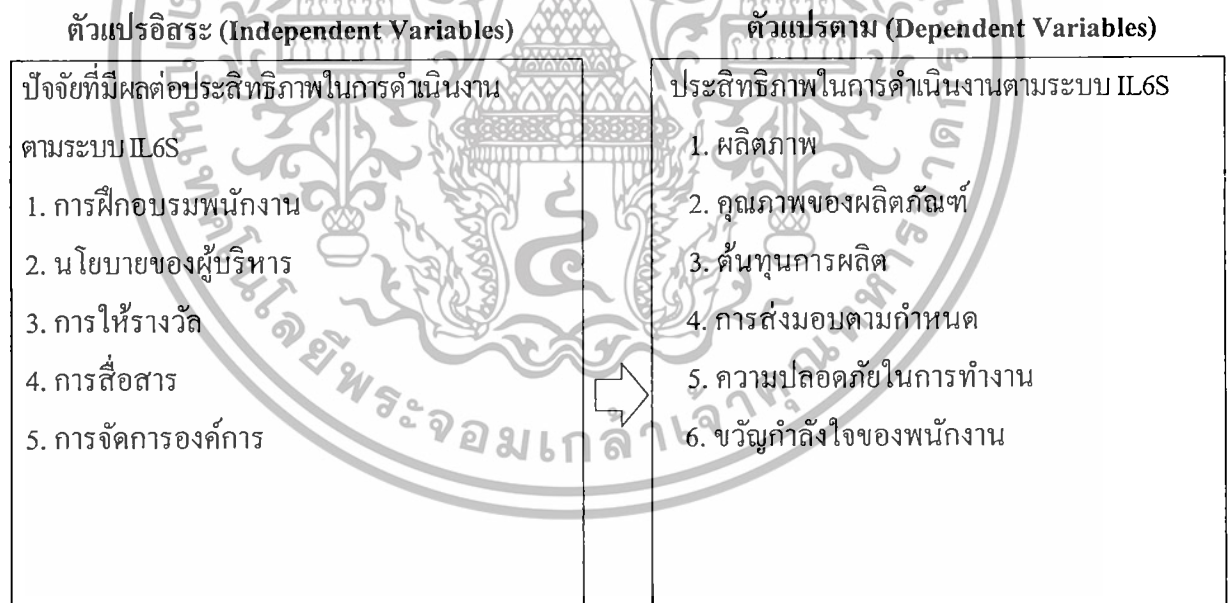 ตัวแปรอิสระ (Independent Variables)
ปัจจัยที่มีผลต่อประสิทธิภาพในการดำเนินงาน
ตามระบบ IL6S
1. การฝึกอบรมพนักงาน
2. นโยบายของผู้บริหาร
3. การให้รางวัล
4. การสื่อสาร
5. การจัดการองค์การ
ตัวแปรตาม (Dependent Variables)
ประสิทธิภาพในการดำเนินงานตามระบบ IL6S
1. ผลิตภาพ
2. คุณภาพของผลิตภัณฑ์
3. ต้นทุนการผลิต
4. การส่งมอบตามกำหนด
5. ความปลอดภัยในการทำงาน
6. ขวัญกำลังใจของพนักงาน